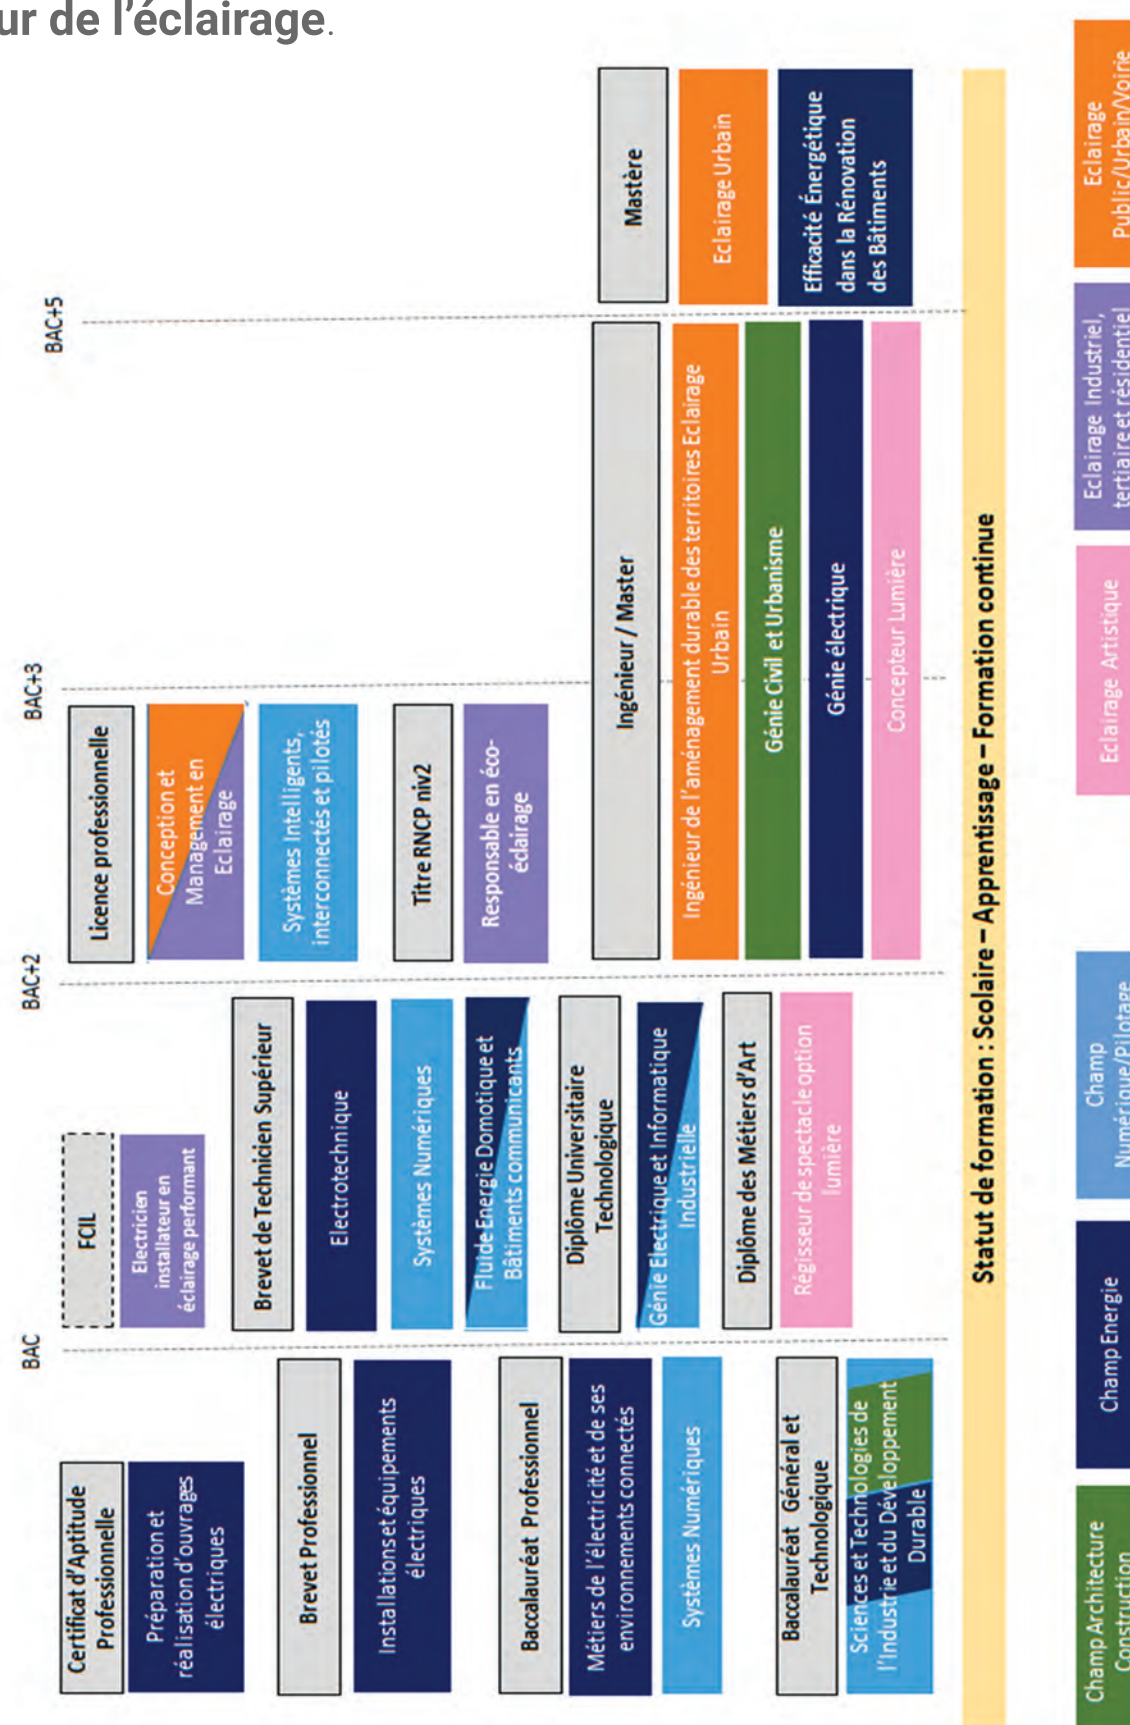 ur de l’éclairage.
BAC
BAC+2
BAC+3
BAC+5
Certificat d’Aptitude
Professionnelle
Préparation et
réalisation d’ouvrages
électriques
Brevet Professionnel
Installations et équipements
électriques
Baccalauréat Professionnel
Métiers de l’électricité et de ses
environnements connectés
Systèmes Numériques
Baccalauréat Général et
Technologique
Sciences et Technologies de
l’Industrie et du Développement
Durable
FCIL
Electricien
installateur en
éclairage performant
Brevet de Technicien Supérieur
Electrotechnique
Systèmes Numériques
Fluide Energie Domotique et
Bâtiments communicants
Diplôme Universitaire
Technologique
Génie Electrique et Informatique
Industrielle
Diplôme des Métiers d’Art
Régisseur de spectacle option
lumière
Licence professionnelle
Conception et
Management en
Eclairage
Systèmes Intelligents,
interconnectés et pilotés
Titre RNCP niv2
Responsable en éco-
éclairage
Ingénieur / Master
Ingénieur de l’aménagement durable des territoires Eclairage
Urbain
Génie Civil et Urbanisme
Génie électrique
Concepteur Lumière
Mastère
Eclairage Urbain
Efficacité Énergétique
dans la Rénovation
des Bâtiments
Statut de formation : Scolaire – Apprentissage – Formation continue
Champ Architecture
Construction
Champ Energie
Champ
Numérique/Pilotage
Eclairage Artistique
Eclairage Industriel,
tertiaire et résidentiel
Eclairage
Public/Urbain/Voirie